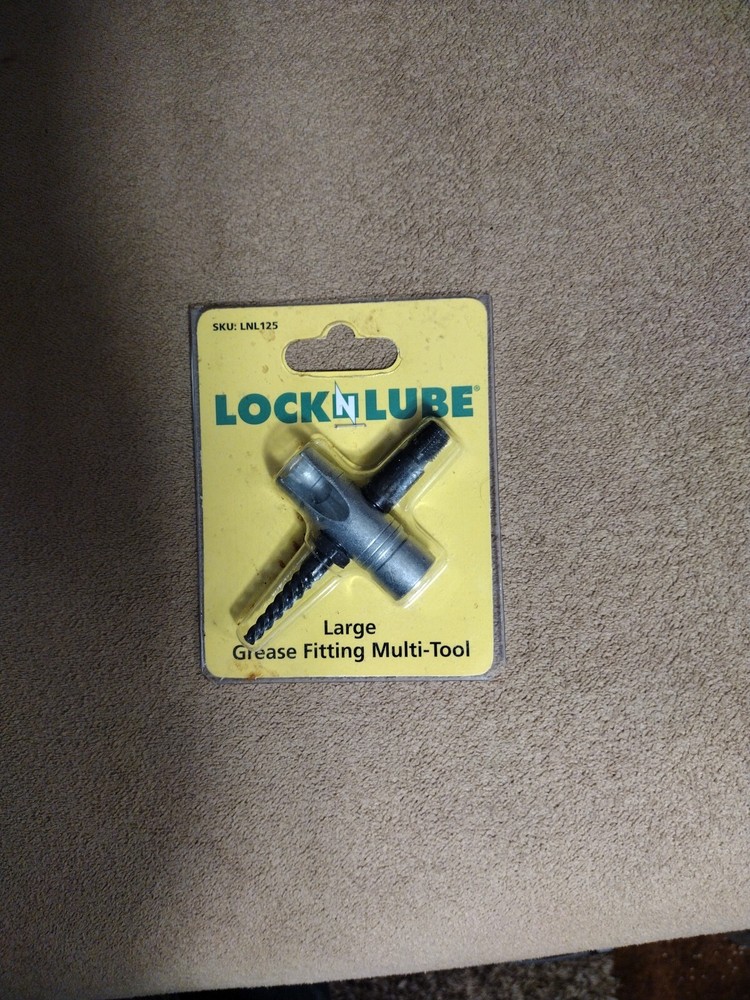 SKU: LNL125
LOCKNLUBE®
Large
Grease Fitting Multi-Tool